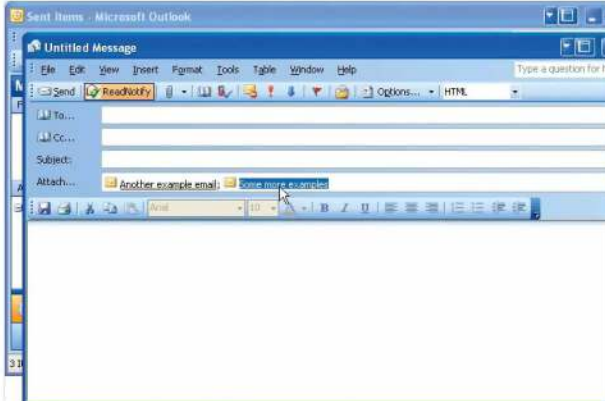 Sent Items - Microsoft Outlook
Untitled Message
File Edit View Insert Format Tools Table Window Help
Type a question for h
Send ReadNotify Options... HTML
To...
Cc...
Subject:
Attach... Another example email; Some more examples
Arial 10 A B I U